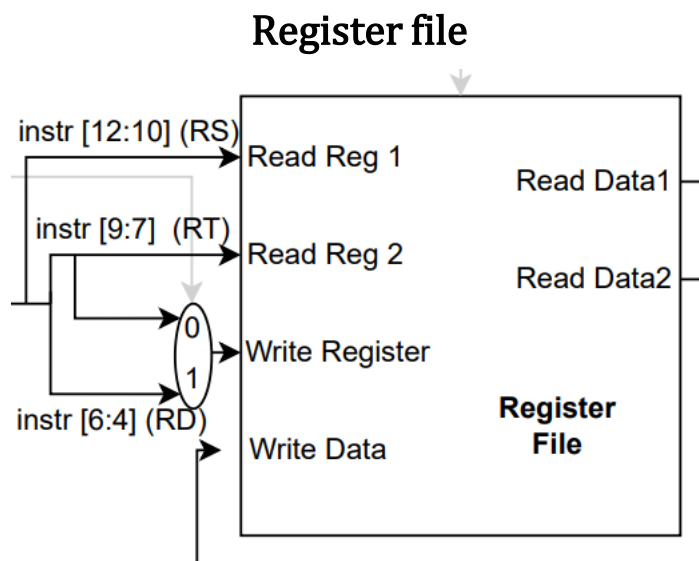 Register file
instr [12:10] (RS)
Read Reg 1
Read Data1
instr [9:7] (RT)
Read Reg 2
Read Data2
0
Write Register
1
instr [6:4] (RD)
Register
File
Write Data